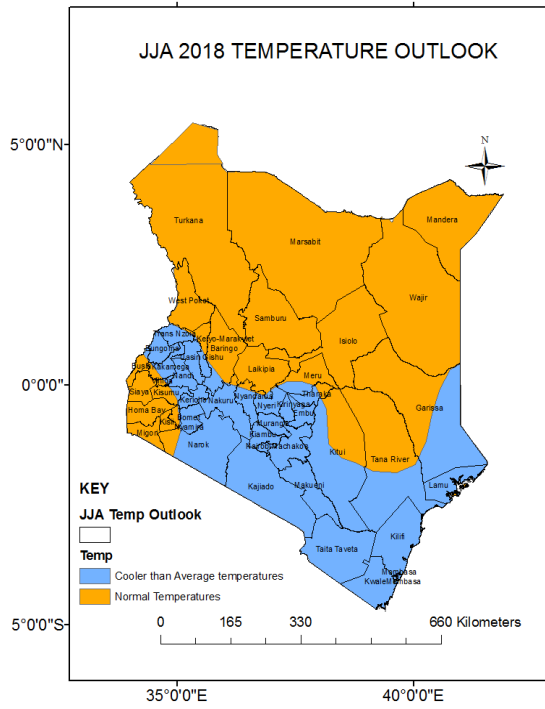 JJA 2018 TEMPERATURE OUTLOOK
N
5°0'0"N
0°0'0"
5°0'0"S
Mandera
Turkana
Marsabit
Wajir
West Pokot
Samburu
Isiolo
Trans Nzoia
Keiyo-Marakwet
Baringo
Bungoma
Uasin Gishu
Laikipia
Meru
Kakamega
Nandi
Siaya
Kisumu
Kericho
Nakuru
Nyandarua
Nyeri
Kirinyaga
Tharaka
Embu
Garissa
Homa Bay
Bomet
Nyamira
Kisii
Muranga
Migori
Kiambu
Narok
Nairobi
Machakos
Kitui
Tana River
Kajiado
Makueni
Lamu
Kilifi
Taita Taveta
Mombasa
Kwale
Mombasa
KEY
JJA Temp Outlook
Temp
Cooler than Average temperatures
Normal Temperatures
0 165 330 660 Kilometers
35°0'0"E 40°0'0"E